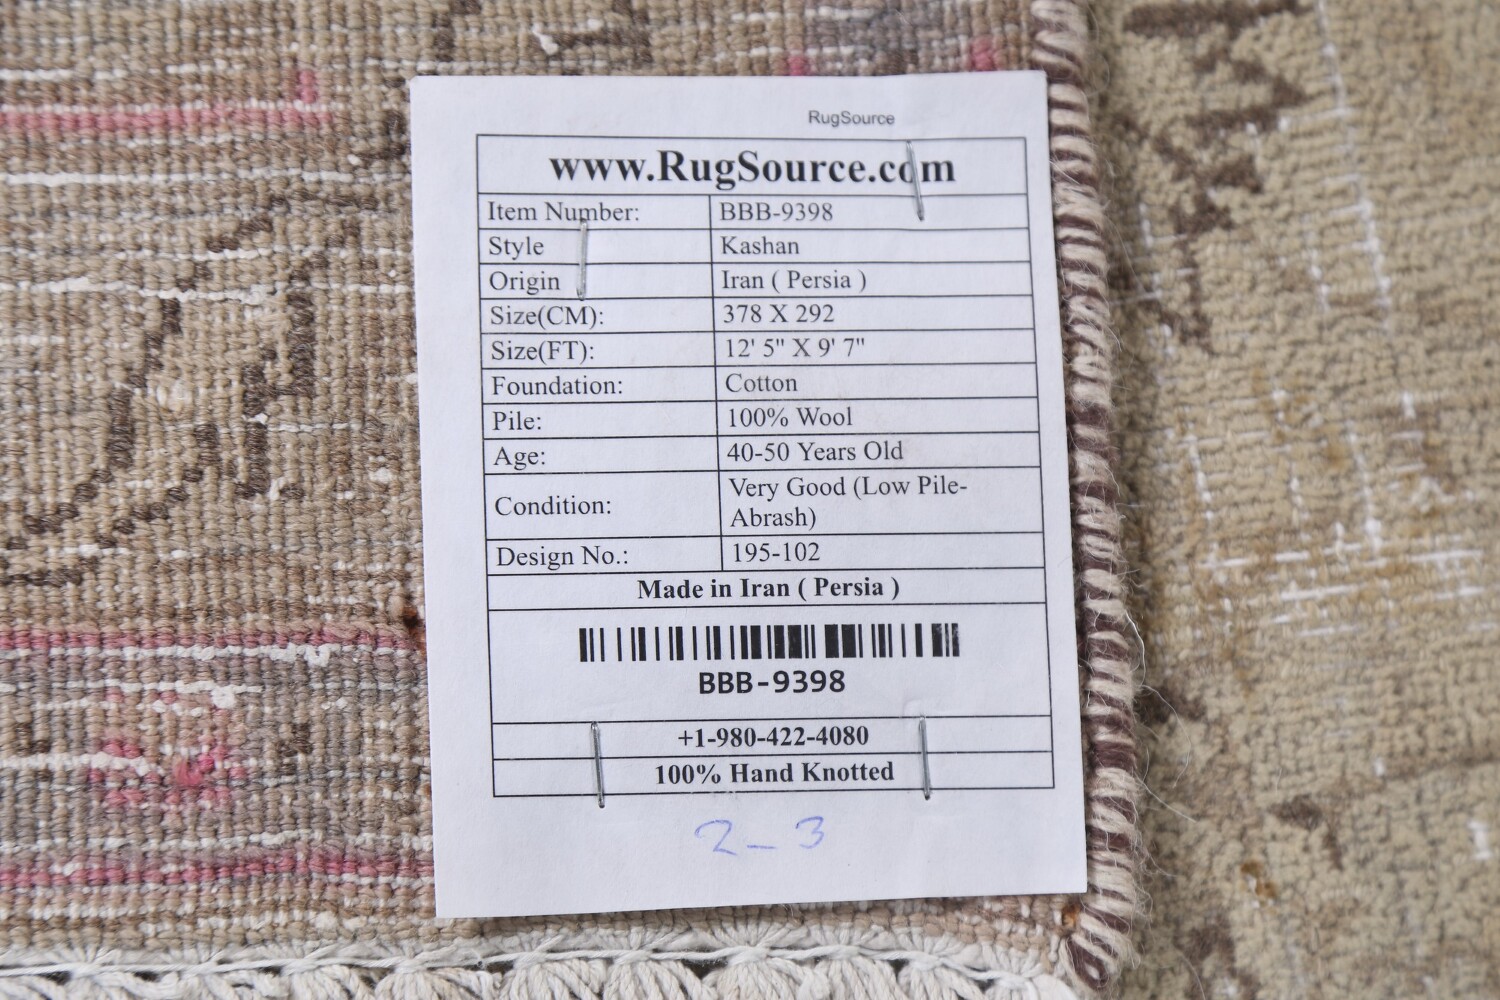 RugSource
www.RugSource.com
Item Number: BBB-9398
Style Kashan
Origin Iran ( Persia )
Size(CM): 378 X 292
Size(FT): 12' 5" X 9' 7"
Foundation: Cotton
Pile: 100% Wool
Age: 40-50 Years Old
Condition: Very Good (Low Pile-
Abrash)
Design No.: 195-102
Made in Iran ( Persia )
BBB-9398
+1-980-422-4080
100% Hand Knotted
2-3